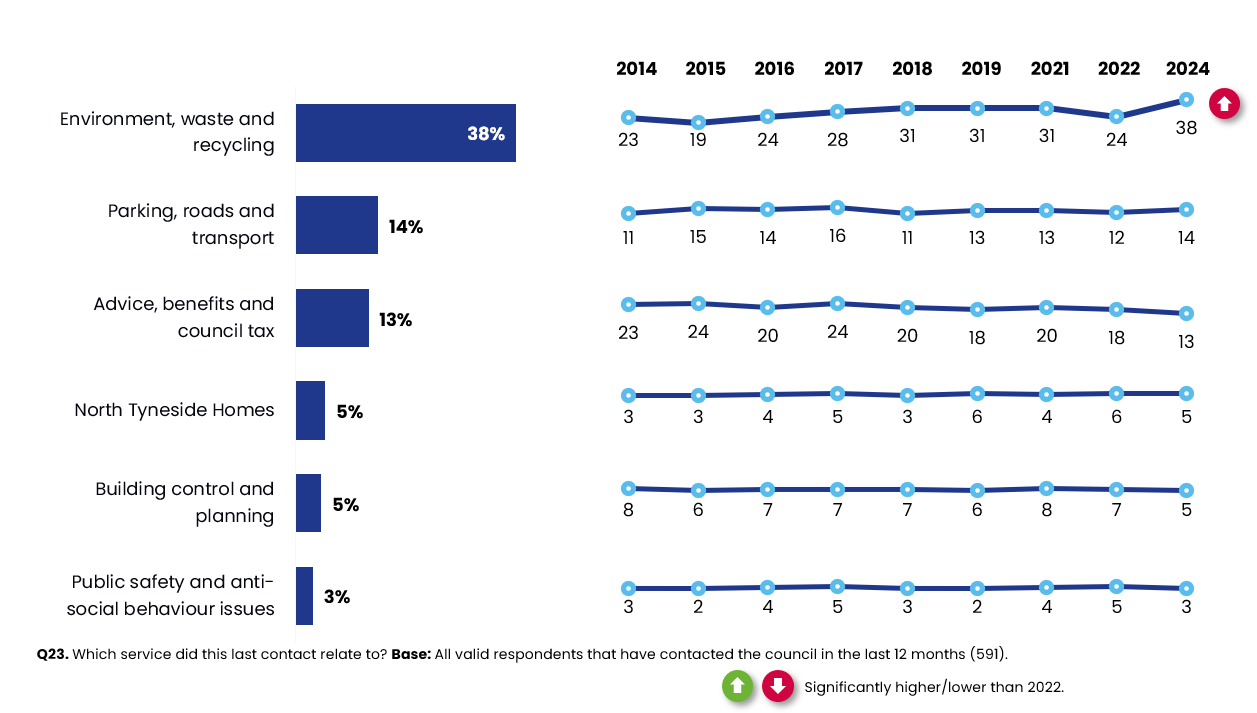 2014 2015 2016 2017 2018 2019 2021 2022 2024
Environment, waste and
recycling
38%
23 19 24 28 31 31 31 24 38
Parking, roads and
transport
14%
11 15 14 16 11 13 13 12 14
Advice, benefits and
council tax
13%
23 24 20 24 20 18 20 18 13
North Tyneside Homes
5%
3 3 4 5 3 6 4 6 5
Building control and
planning
5%
8 6 7 7 7 6 8 7 5
Public safety and anti-
social behaviour issues
3%
3 2 4 5 3 2 4 5 3
Q23. Which service did this last contact relate to? Base: All valid respondents that have contacted the council in the last 12 months (591).
Significantly higher/lower than 2022.